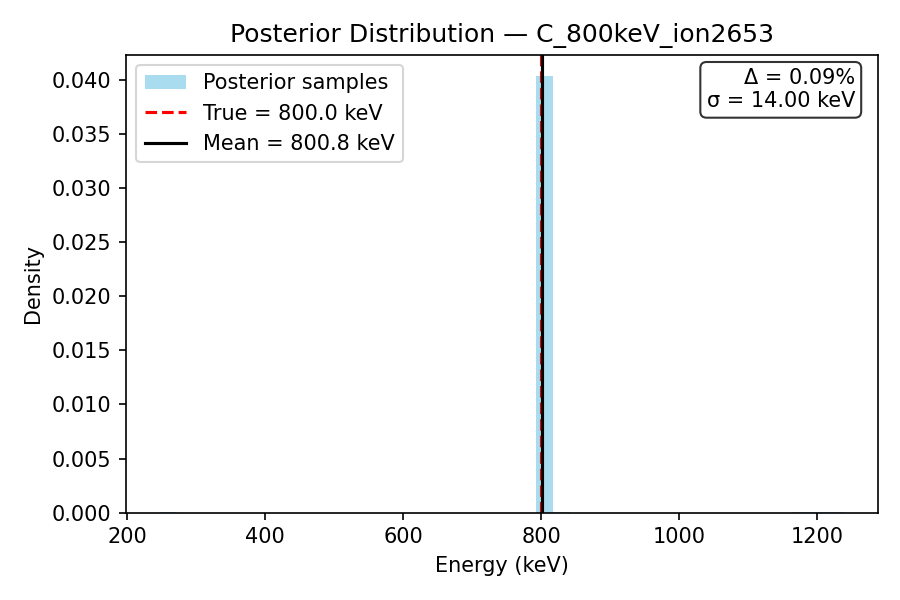 Posterior Distribution — C_800keV_ion2653
Posterior samples
True = 800.0 keV
Mean = 800.8 keV
Δ = 0.09%
σ = 14.00 keV
Density
0.040
0.035
0.030
0.025
0.020
0.015
0.010
0.005
0.000
200 400 600 800 1000 1200
Energy (keV)